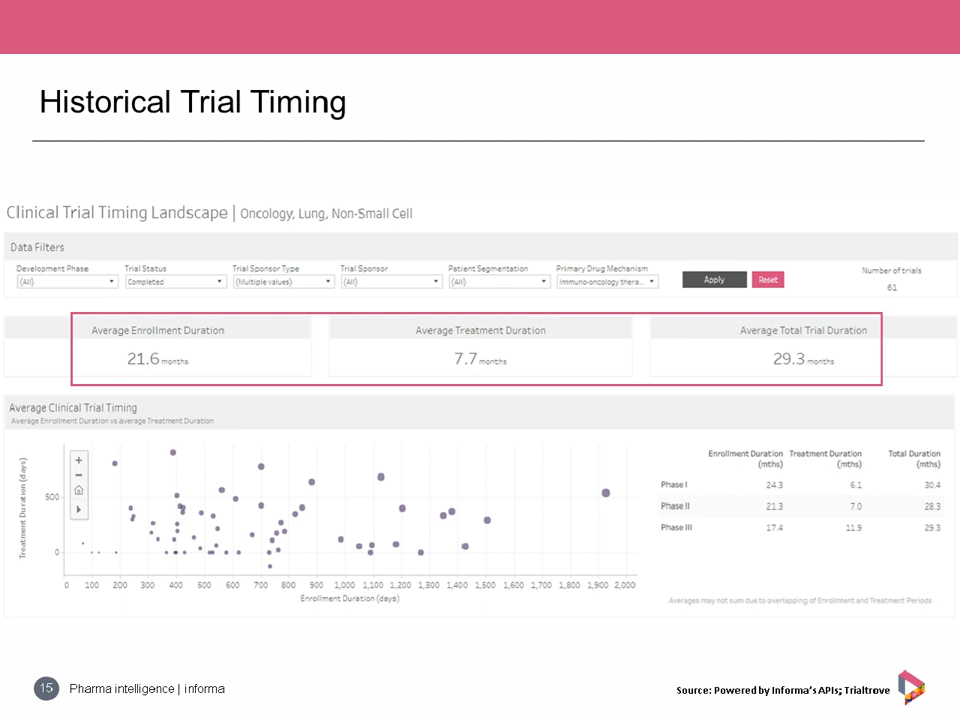 Historical Trial Timing
Clinical Trial Timing Landscape | Oncology, Lung, Non-Small Cell
Data Filters
Development Phase Trial Status Trial Sponsor Type Trial Sponsor Patient Segmentation Primary Drug Mechanism
(All) Completed (Multiple values) (All) (All) Immuno-oncology thera...
Apply Reset
Number of trials
61
Average Enrollment Duration Average Treatment Duration Average Total Trial Duration
21.6 months 7.7 months 29.3 months
Average Clinical Trial Timing
Average Enrollment Duration vs average Treatment Duration
Treatment Duration (days)
500
0
0 100 200 300 400 500 600 700 800 900 1,000 1,100 1,200 1,300 1,400 1,500 1,600 1,700 1,800 1,900 2,000
Enrollment Duration (days)
Enrollment Duration Treatment Duration Total Duration
(mths) (mths) (mths)
Phase I 24.3 6.1 30.4
Phase II 21.3 7.0 28.3
Phase III 17.4 11.9 29.3
Averages may not sum due to overlapping of Enrollment and Treatment Periods
15 Pharma intelligence | informa
Source: Powered by Informa's APIs; Trialtrove